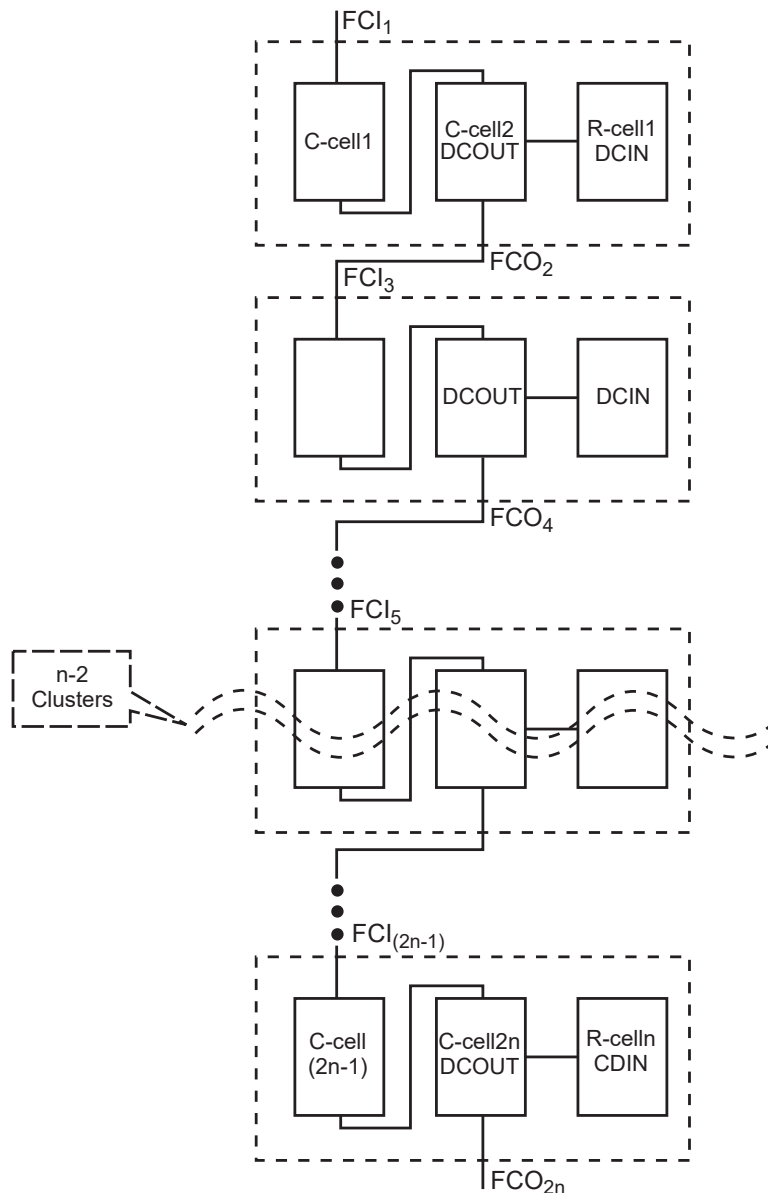 FCI₁
C-cell1
C-cell2
DCOUT
R-cell1
DCIN
FCO₂
FCI₃
DCOUT
DCIN
FCO₄
FCI₅
n-2
Clusters
FCI₍₂ₙ₋₁₎
C-cell
(2n-1)
C-cell2n
DCOUT
R-celln
CDIN
FCO₂ₙ